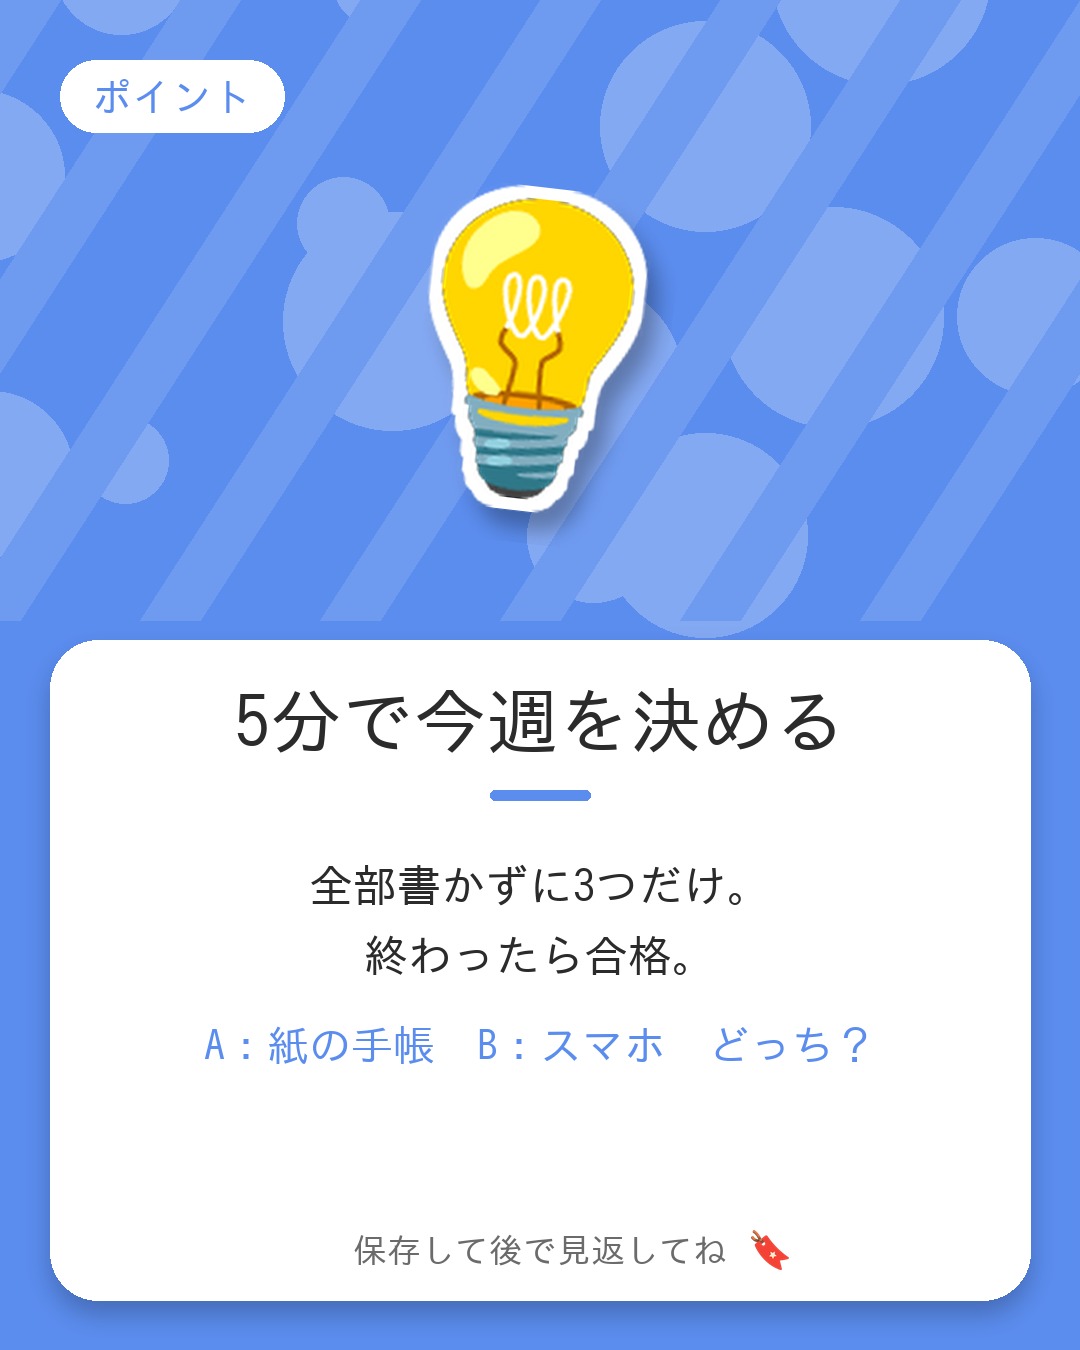 ポイント
5分で今週を決める
全部書かずに3つだけ。
終わったら合格。
A：紙の手帳　B：スマホ　どっち？
保存して後で見返してね